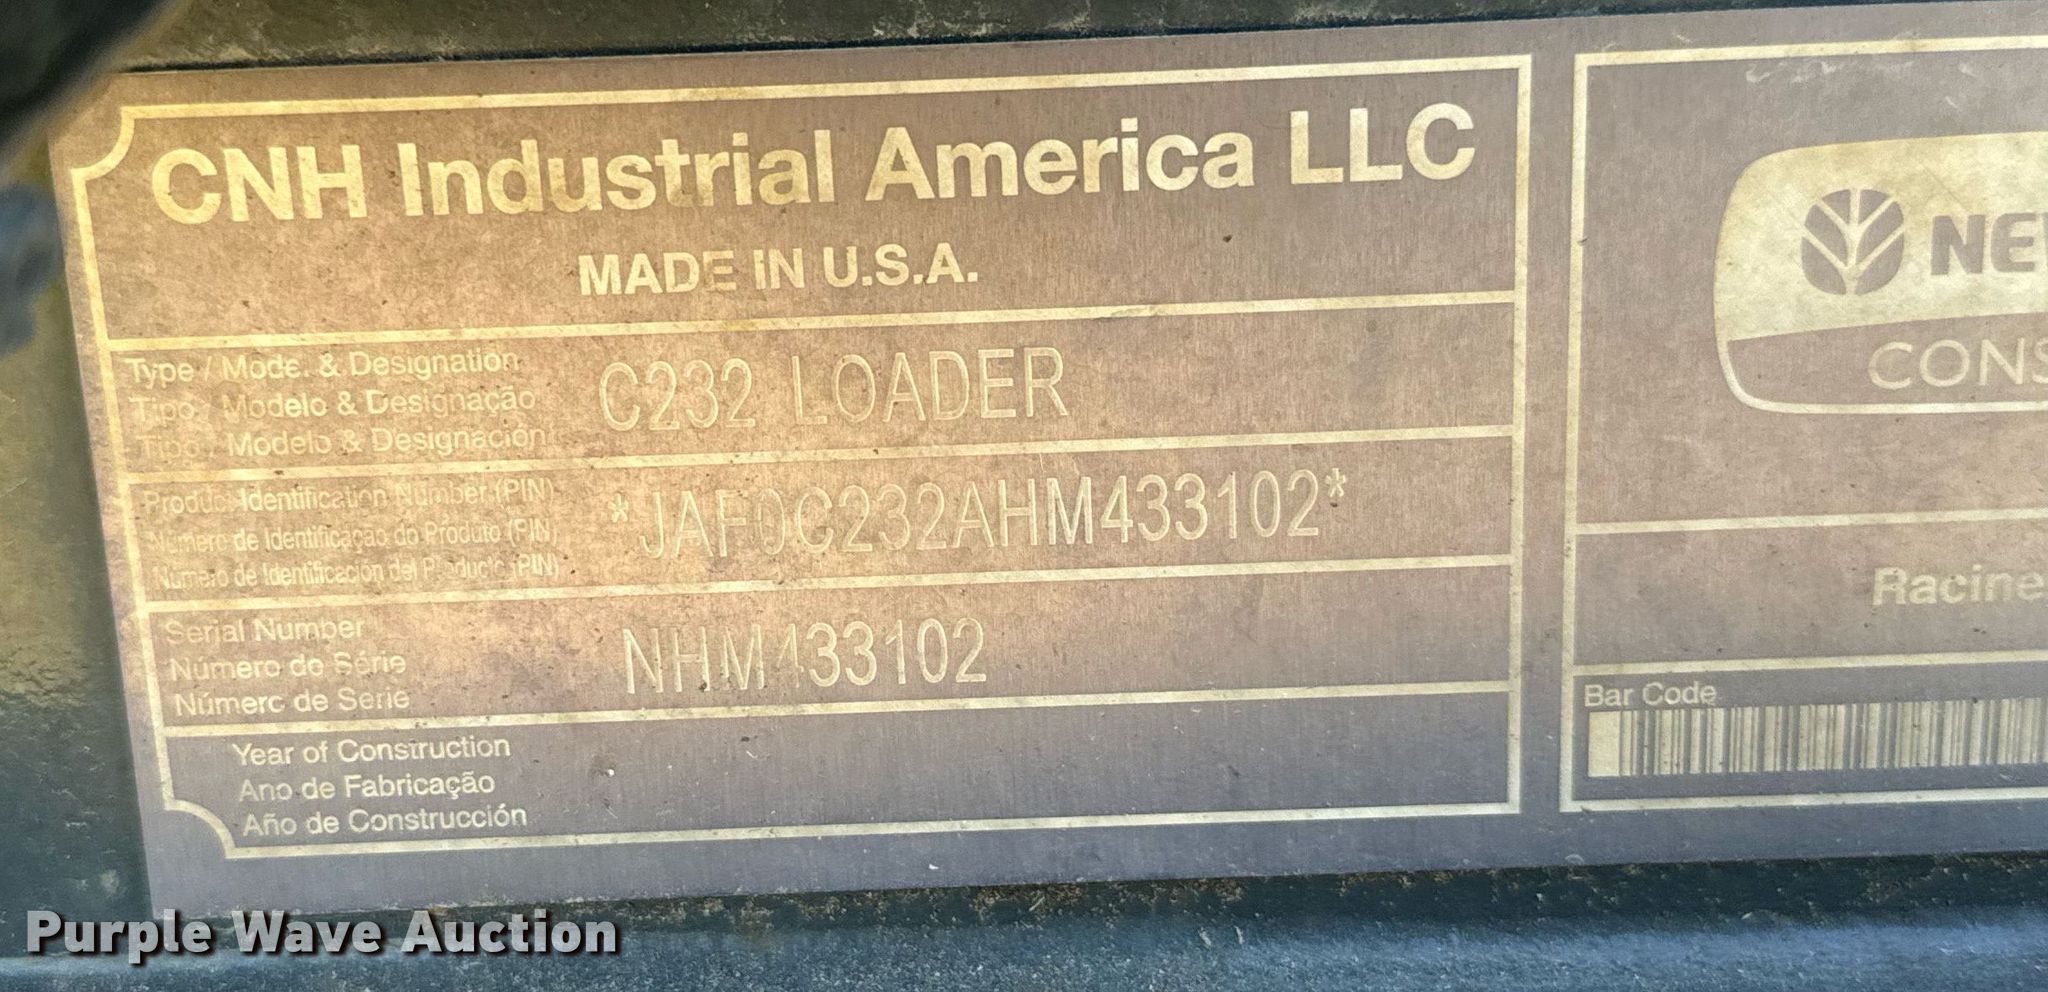 CNH Industrial America LLC
MADE IN U.S.A.
Type / Mode. & Designation
Tipo / Modelo & Designação
Tipo / Modelo & Designación
C232 LOADER
Product Identification Number (PIN)
Número de Identificação do Produto (PIN)
Número de Identificación del Producto (PIN)
*JAF0C232AHM433102*
Serial Number
Número de Série
Número de Serie
NHM433102
Year of Construction
Ano de Fabricação
Año de Construcción
NE
CONS
Racine
Bar Code
Purple Wave Auction